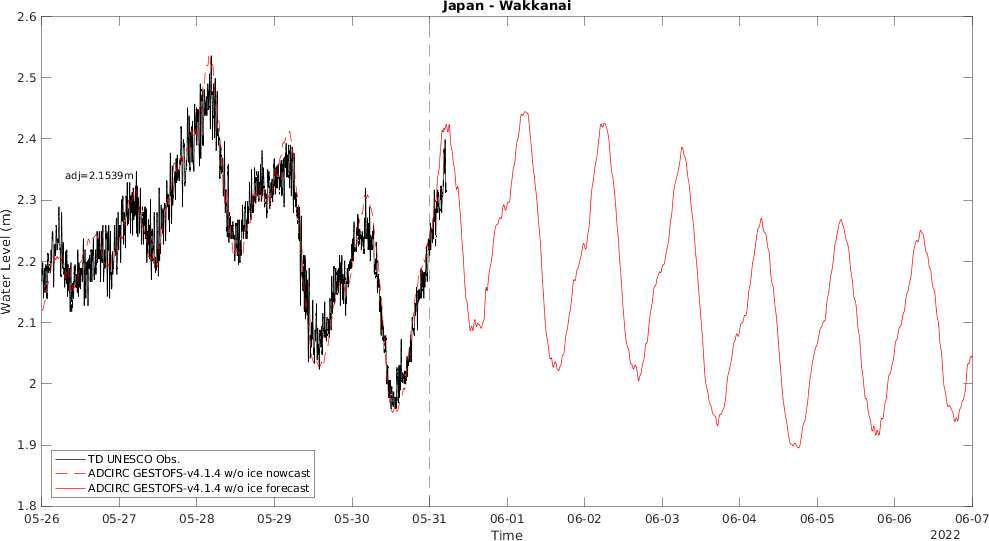 Japan - Wakkanai
2.6
2.5
2.4
2.3
2.2
2.1
2
1.9
1.8
Water Level (m)
adj=2.1539m
TD UNESCO Obs.
ADCIRC GESTOFS-v4.1.4 w/o ice nowcast
ADCIRC GESTOFS-v4.1.4 w/o ice forecast
05-26 05-27 05-28 05-29 05-30 05-31 06-01 06-02 06-03 06-04 06-05 06-06 06-07
Time
2022